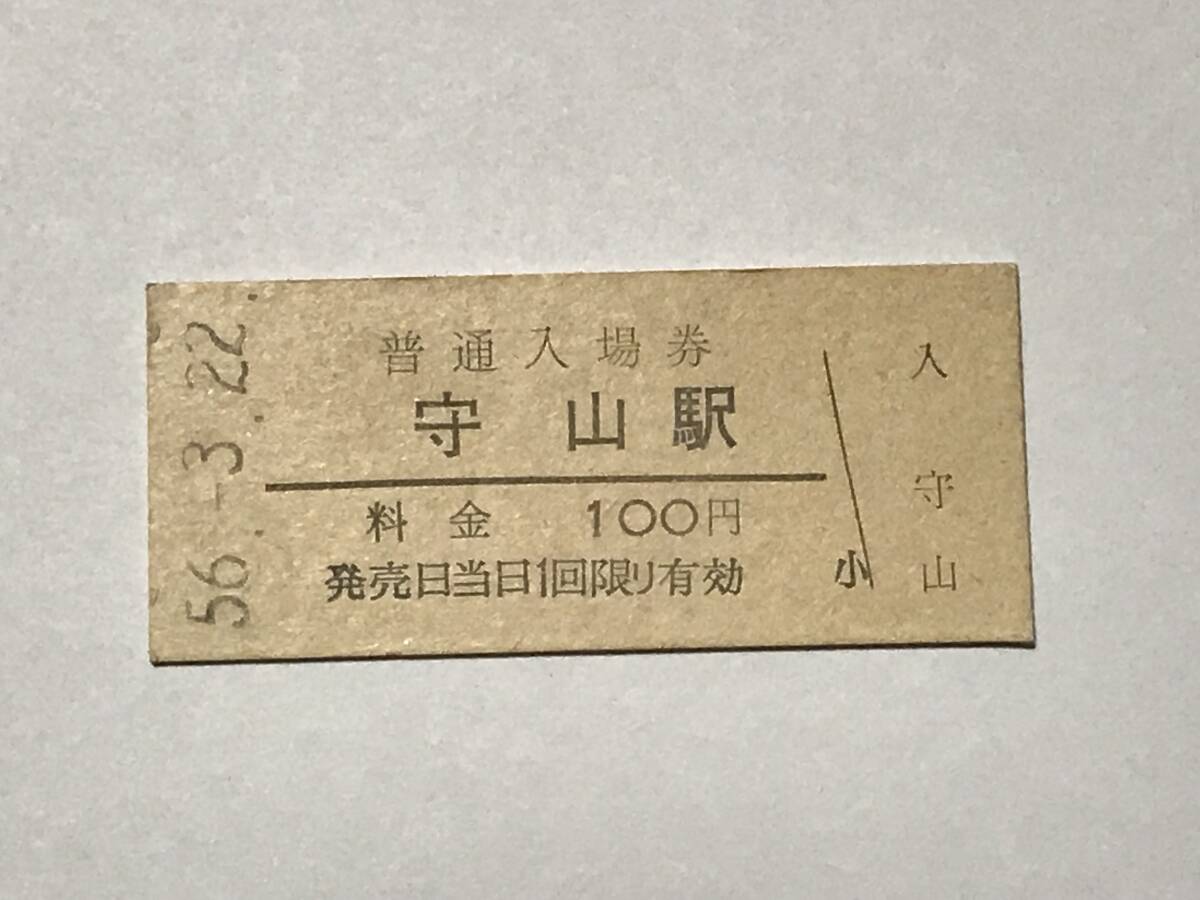 普通入場券
守山駅
料金 100円
発売日当日1回限り有効
小
入
守
山
56.-3.22.